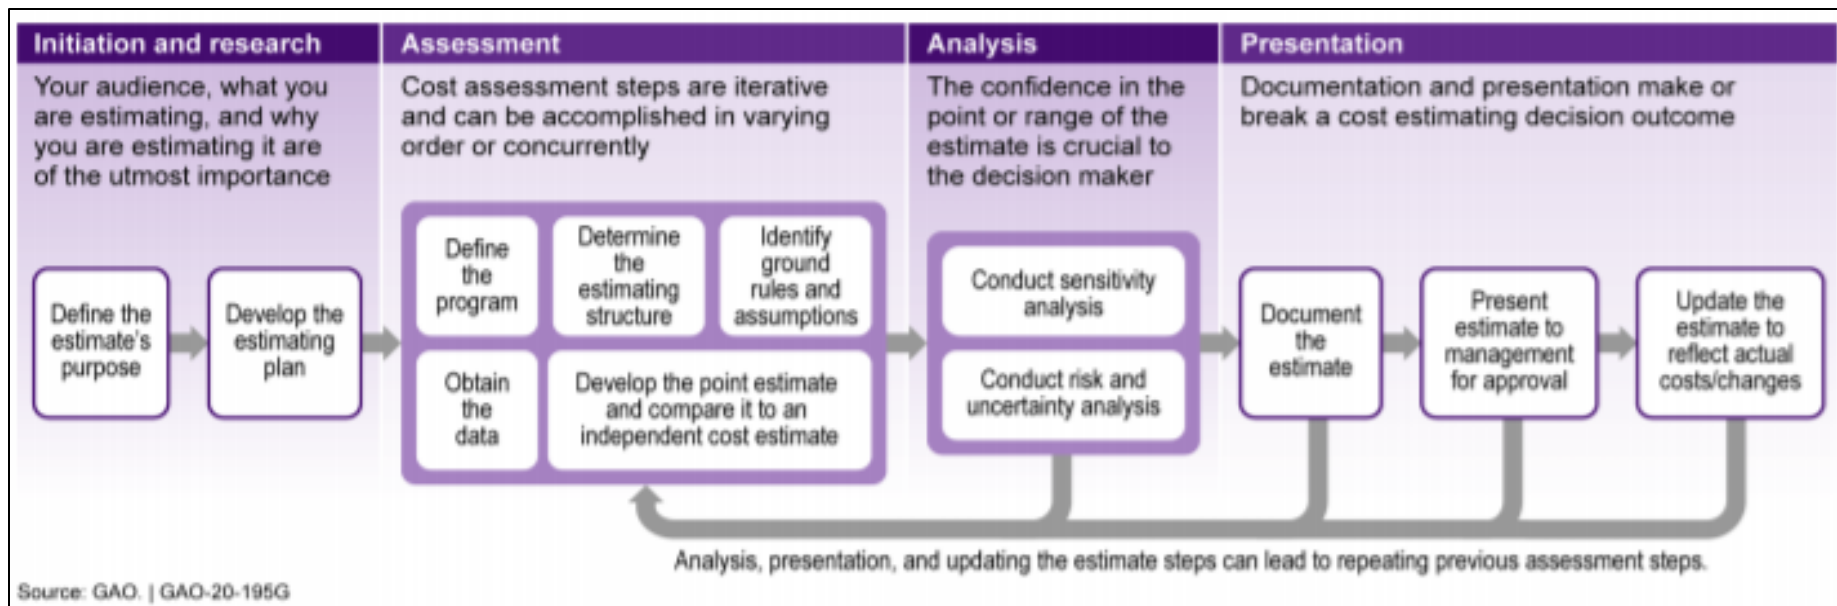 Initiation and research
Your audience, what you
are estimating, and why
you are estimating it are
of the utmost importance
Define the
estimate's
purpose
Develop the
estimating
plan
Assessment
Cost assessment steps are iterative
and can be accomplished in varying
order or concurrently
Define
the
program
Determine
the
estimating
structure
Identify
ground
rules and
assumptions
Obtain
the
data
Develop the point estimate
and compare it to an
independent cost estimate
Analysis
The confidence in the
point or range of the
estimate is crucial to
the decision maker
Conduct sensitivity
analysis
Conduct risk and
uncertainty analysis
Presentation
Documentation and presentation make or
break a cost estimating decision outcome
Document
the
estimate
Present
estimate to
management
for approval
Update the
estimate to
reflect actual
costs/changes
Analysis, presentation, and updating the estimate steps can lead to repeating previous assessment steps.
Source: GAO. | GAO-20-195G